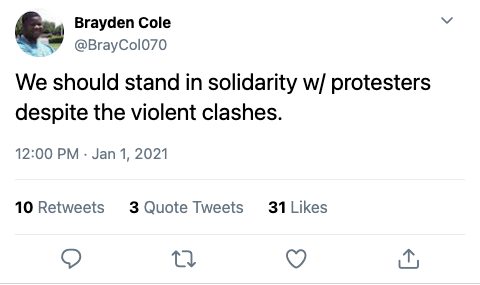 Brayden Cole
@BrayCol070
We should stand in solidarity w/ protesters
despite the violent clashes.
12:00 PM · Jan 1, 2021
10 Retweets 3 Quote Tweets 31 Likes